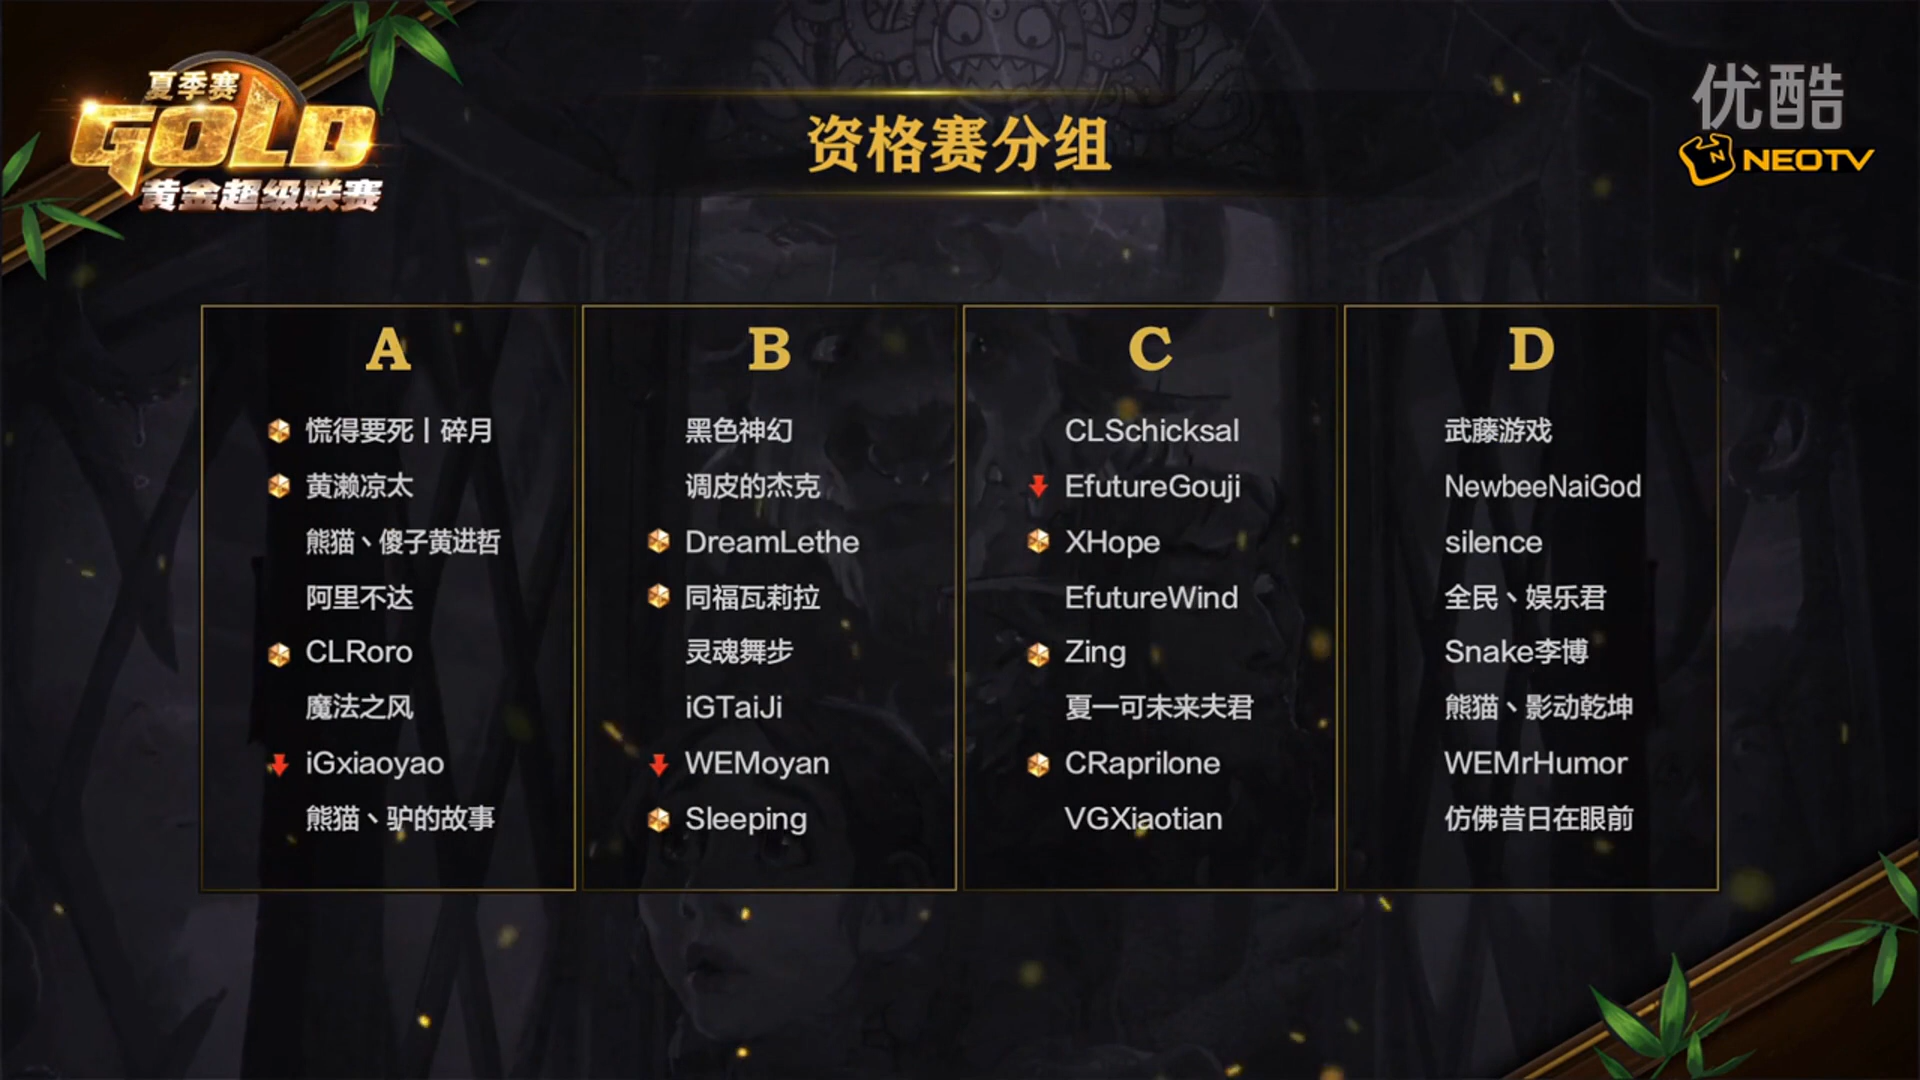 夏季赛
GOLD
黄金超级联赛
资格赛分组
优酷
NEOTV
A
慌得要死丨碎月
黄濑凉太
熊猫丶傻子黄进哲
阿里不达
CLRoro
魔法之风
iGxiaoyao
熊猫丶驴的故事
B
黑色神幻
调皮的杰克
DreamLethe
同福瓦莉拉
灵魂舞步
iGTaiJi
WEMoyan
Sleeping
C
CLSchicksal
EfutureGouji
XHope
EfutureWind
Zing
夏一可未来夫君
CRaprilone
VGXiaotian
D
武藤游戏
NewbeeNaiGod
silence
全民丶娱乐君
Snake李博
熊猫丶影动乾坤
WEMrHumor
仿佛昔日在眼前